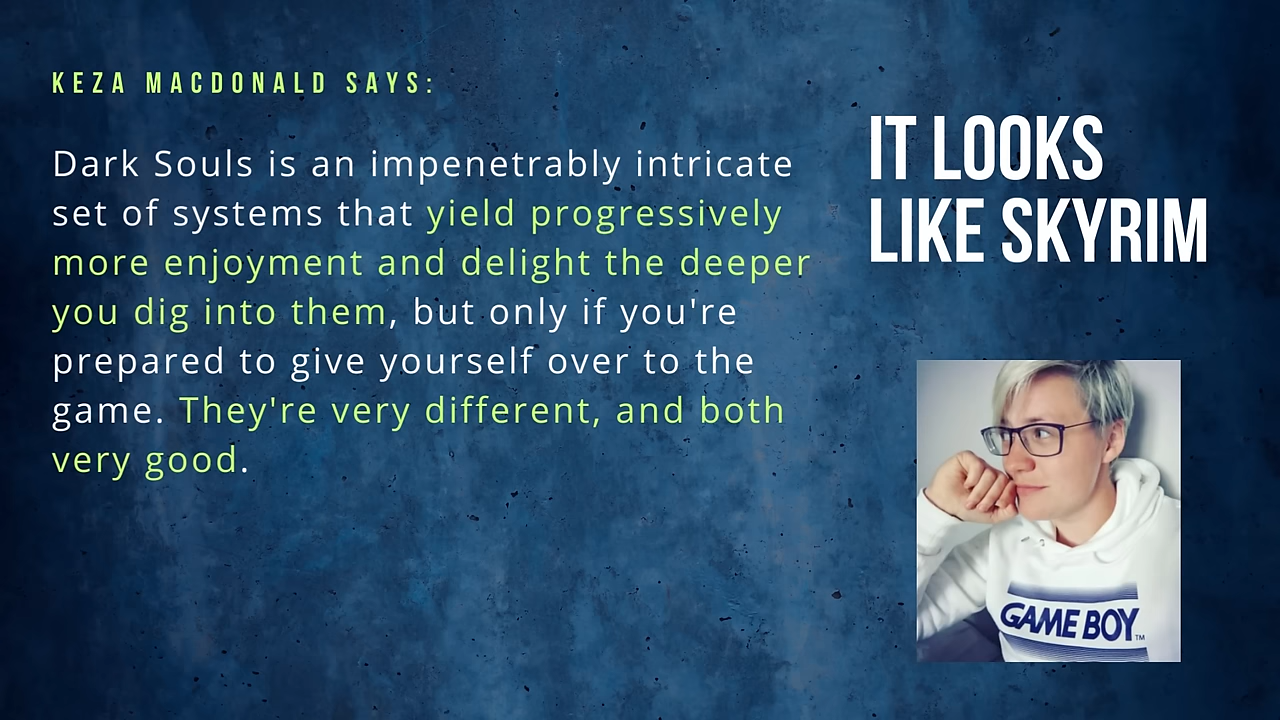 KEZA MACDONALD SAYS:
Dark Souls is an impenetrably intricate
set of systems that yield progressively
more enjoyment and delight the deeper
you dig into them, but only if you're
prepared to give yourself over to the
game. They're very different, and both
very good.
IT LOOKS
LIKE SKYRIM
GAME BOY™